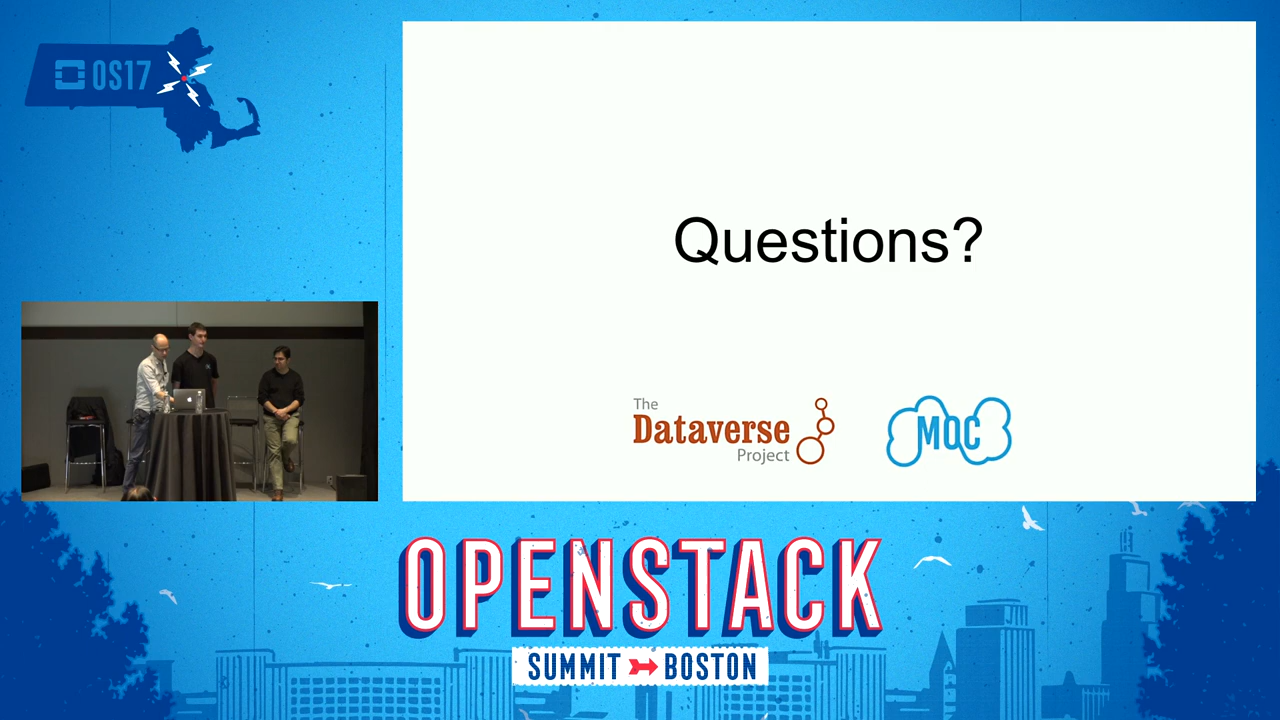 OS17
Questions?
The
Dataverse
Project
MOC
OPENSTACK
SUMMIT BOSTON